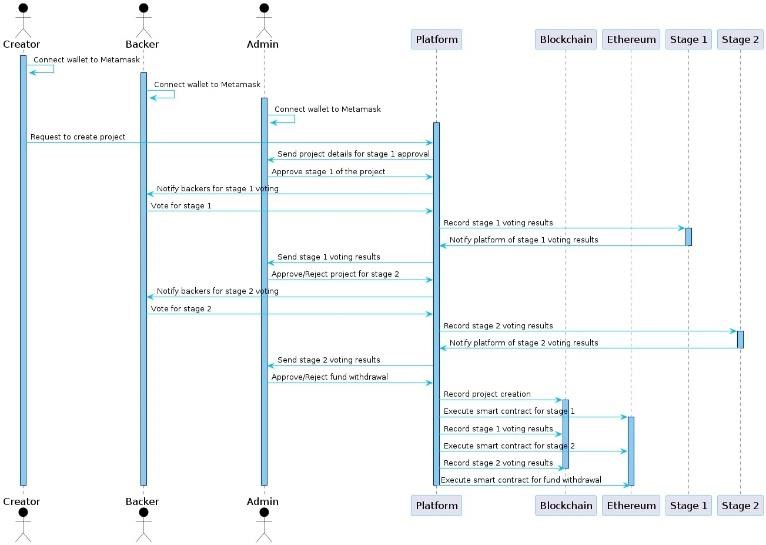 Creator Backer Admin Platform Blockchain Ethereum Stage 1 Stage 2
Connect wallet to Metamask
Connect wallet to Metamask
Connect wallet to Metamask
Request to create project
Send project details for stage 1 approval
Approve stage 1 of the project
Notify backers for stage 1 voting
Vote for stage 1
Record stage 1 voting results
Notify platform of stage 1 voting results
Send stage 1 voting results
Approve/Reject project for stage 2
Notify backers for stage 2 voting
Vote for stage 2
Record stage 2 voting results
Notify platform of stage 2 voting results
Send stage 2 voting results
Approve/Reject fund withdrawal
Record project creation
Execute smart contract for stage 1
Record stage 1 voting results
Execute smart contract for stage 2
Record stage 2 voting results
Execute smart contract for fund withdrawal
Creator Backer Admin Platform Blockchain Ethereum Stage 1 Stage 2